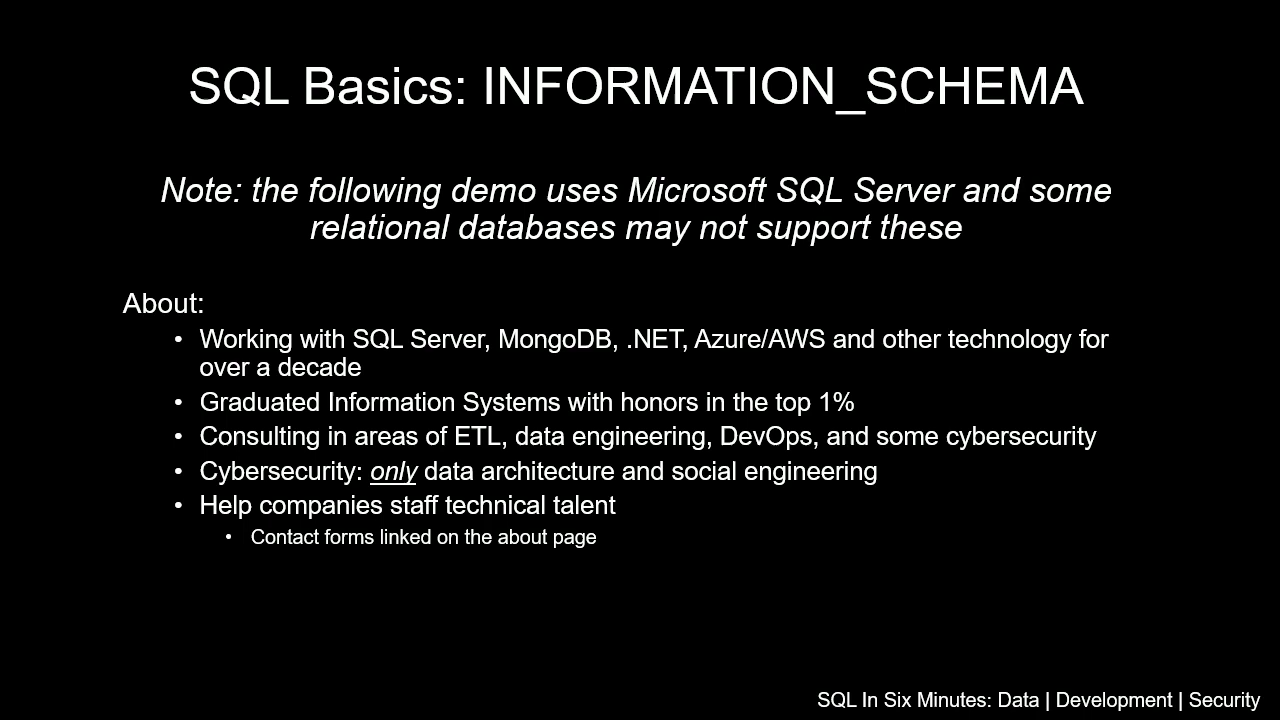 SQL Basics: INFORMATION_SCHEMA
Note: the following demo uses Microsoft SQL Server and some
relational databases may not support these
About:
• Working with SQL Server, MongoDB, .NET, Azure/AWS and other technology for
over a decade
• Graduated Information Systems with honors in the top 1%
• Consulting in areas of ETL, data engineering, DevOps, and some cybersecurity
• Cybersecurity: only data architecture and social engineering
• Help companies staff technical talent
• Contact forms linked on the about page
SQL In Six Minutes: Data | Development | Security